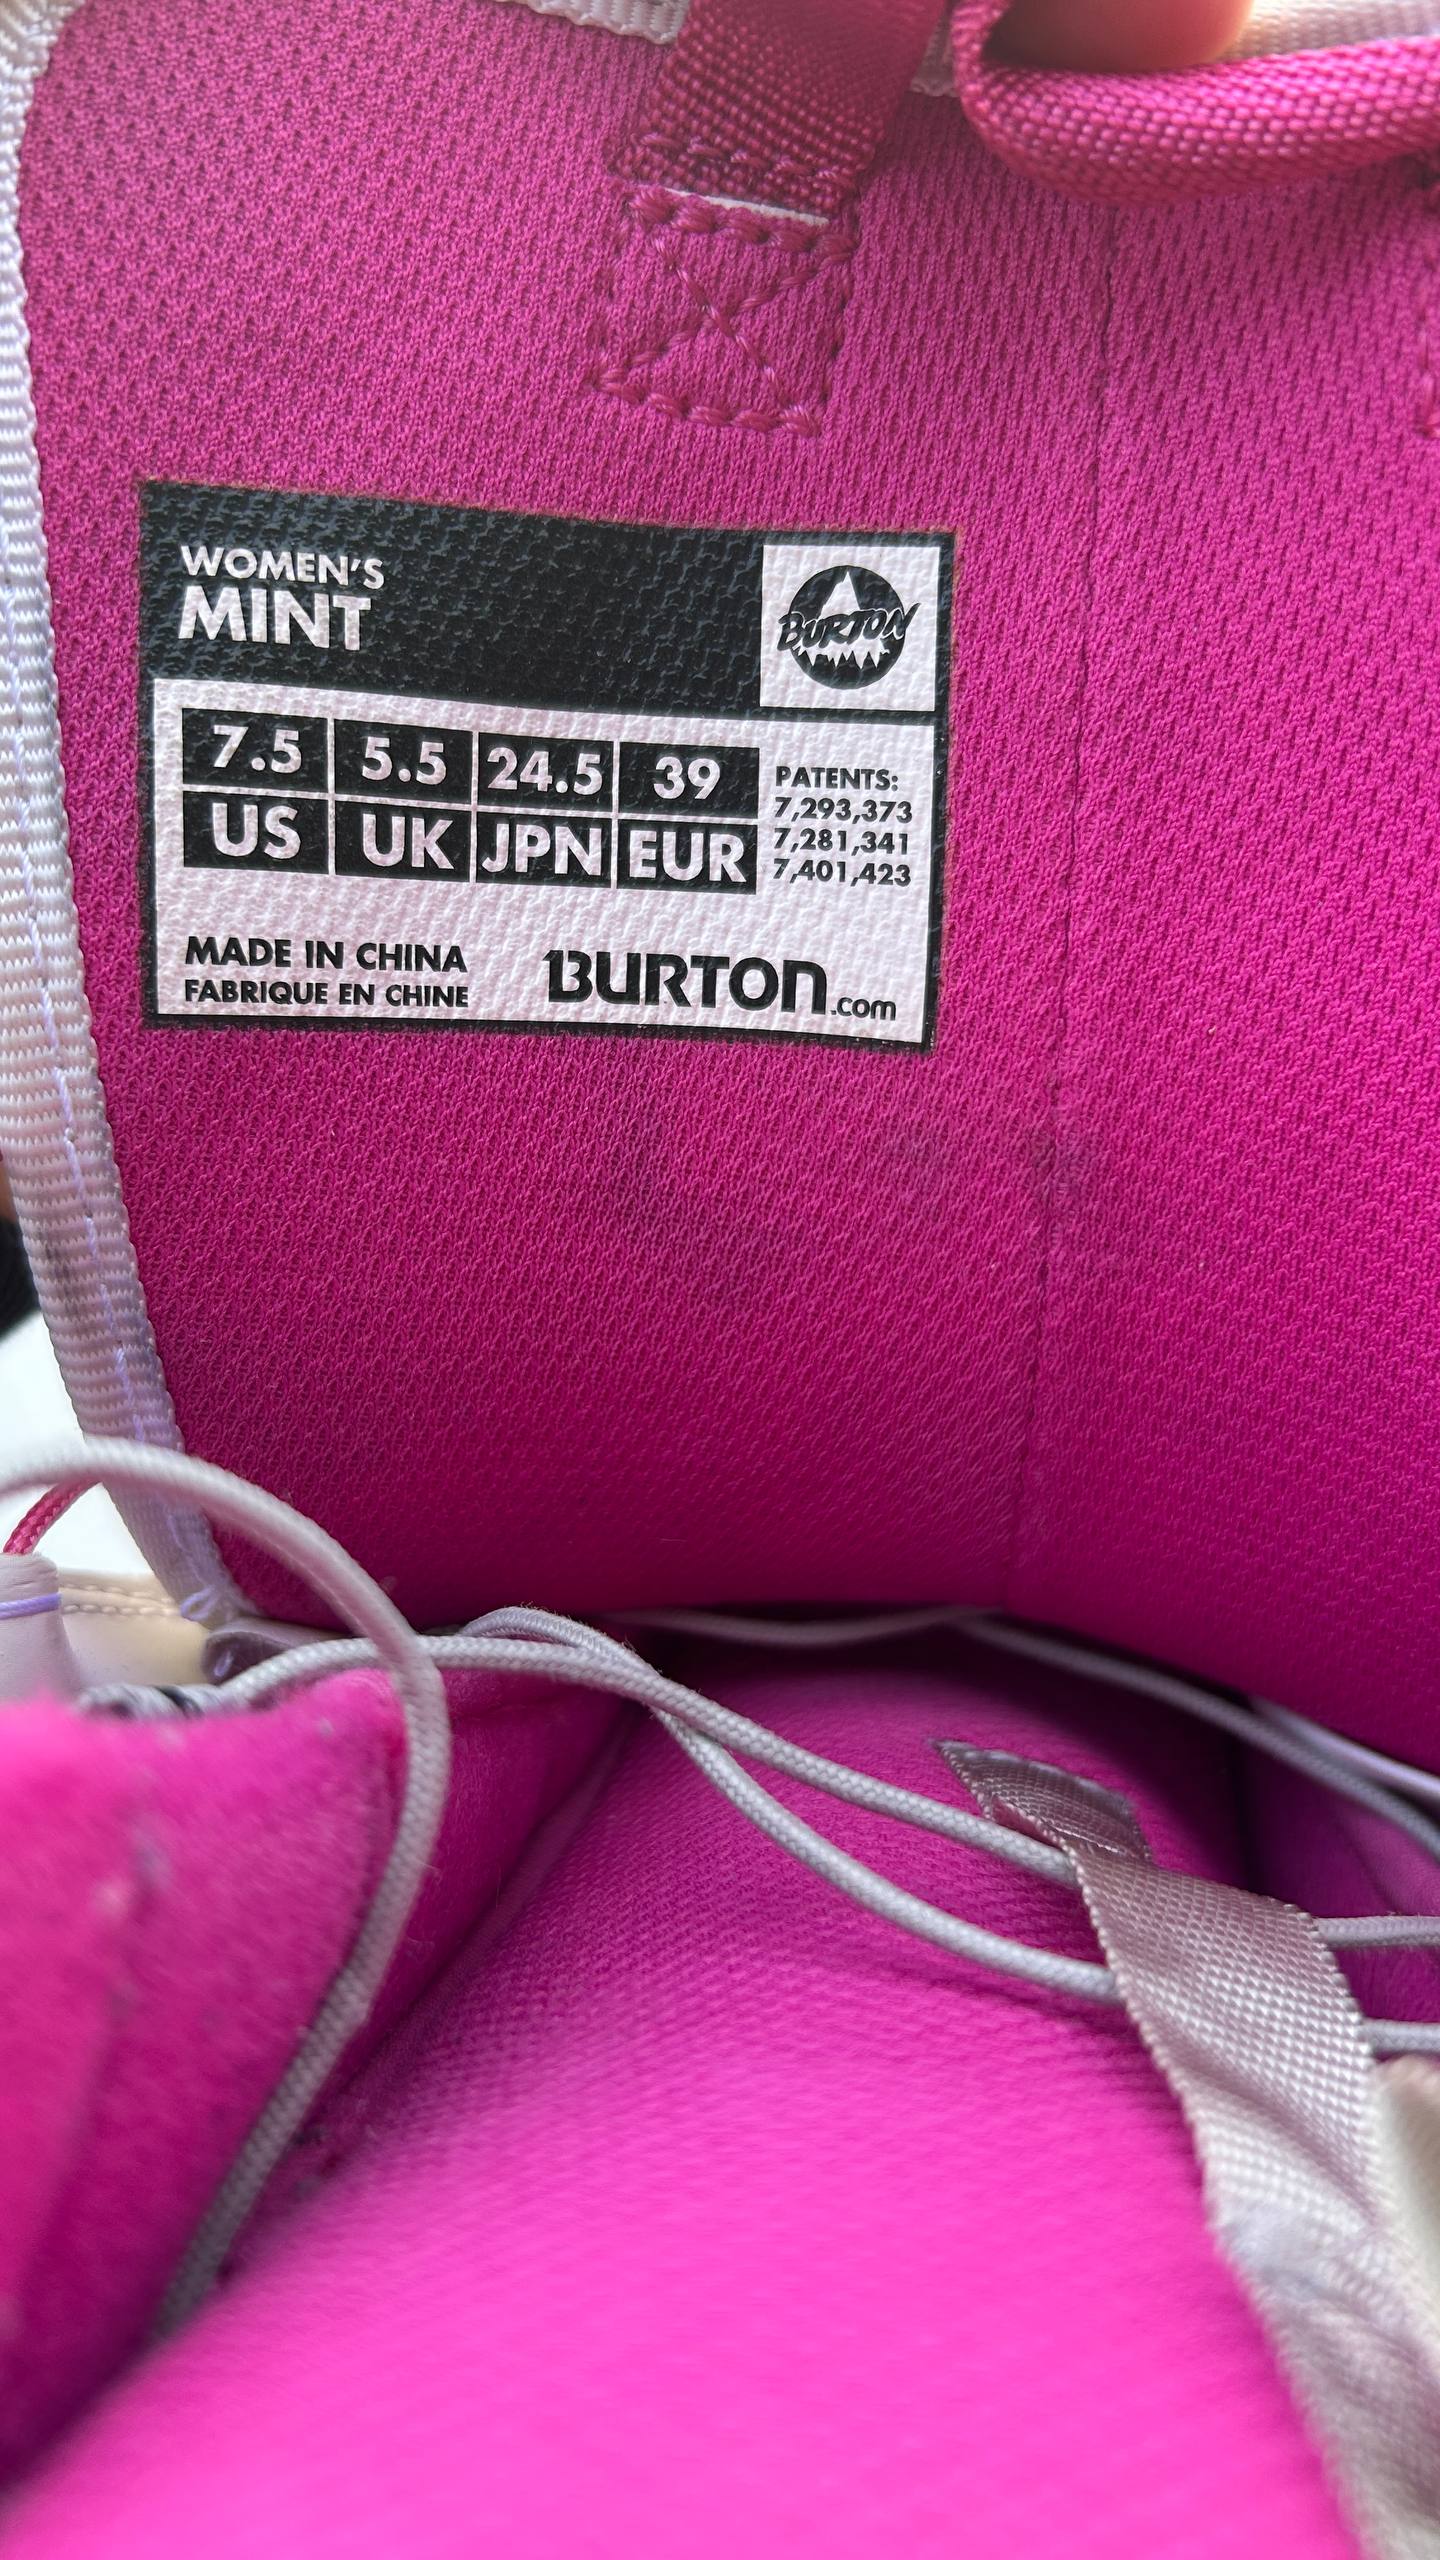 WOMEN'S
MINT
BURTON
7.5 5.5 24.5 39
US UK JPN EUR
PATENTS:
7,293,373
7,281,341
7,401,423
MADE IN CHINA
FABRIQUE EN CHINE
BURTON.com